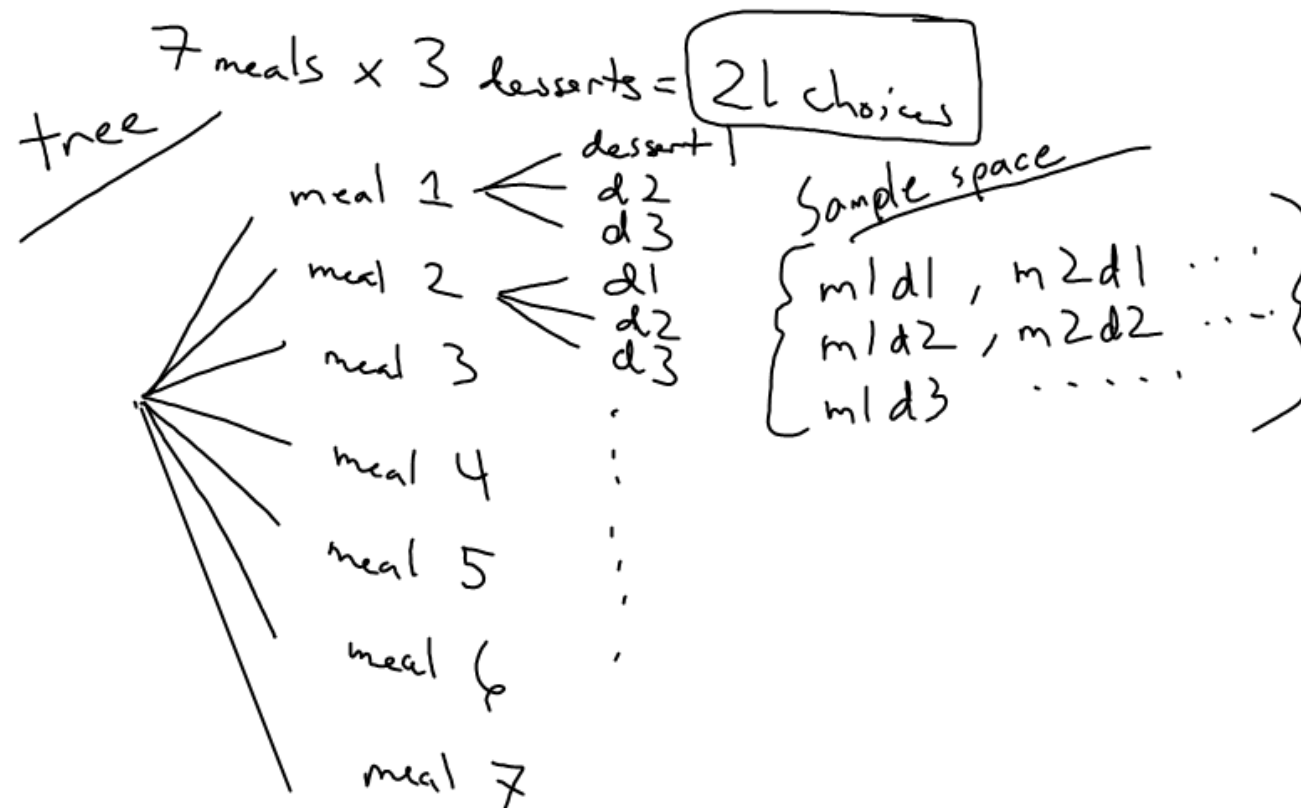 7 meals x 3 desserts = 21 choices
tree
meal 1
dessert 1
d2
d3
meal 2
d1
d2
d3
meal 3
meal 4
meal 5
meal 6
meal 7
Sample space
{ m1d1, m2d1 ....
m1d2, m2d2 ....
m1d3 ...... }